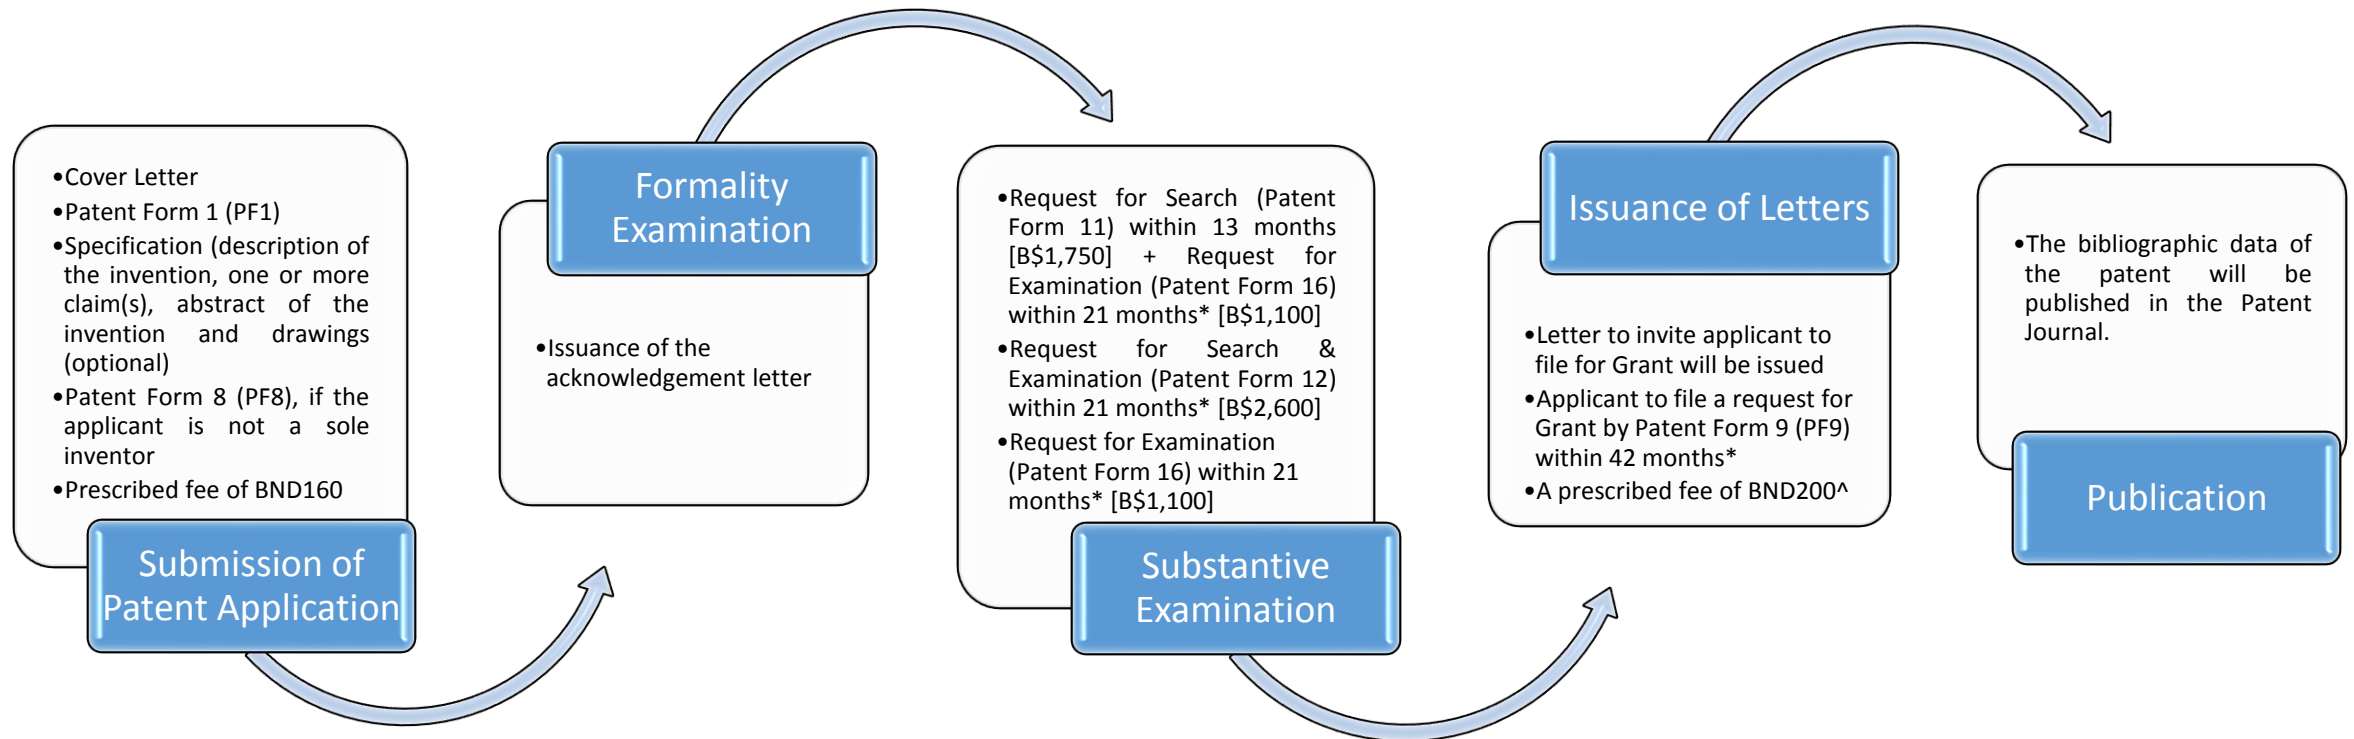 •Cover Letter
•Patent Form 1 (PF1)
•Specification (description of
the invention, one or more
claim(s), abstract of the
invention and drawings
(optional)
•Patent Form 8 (PF8), if the
applicant is not a sole
inventor
•Prescribed fee of BND160
Submission of
Patent Application
Formality
Examination
•Issuance of the
acknowledgement letter
•Request for Search (Patent
Form 11) within 13 months
[B$1,750] + Request for
Examination (Patent Form 16)
within 21 months* [B$1,100]
•Request for Search &
Examination (Patent Form 12)
within 21 months* [B$2,600]
•Request for Examination
(Patent Form 16) within 21
months* [B$1,100]
Substantive
Examination
Issuance of Letters
•Letter to invite applicant to
file for Grant will be issued
•Applicant to file a request for
Grant by Patent Form 9 (PF9)
within 42 months*
•A prescribed fee of BND200^
•The bibliographic data of
the patent will be
published in the Patent
Journal.
Publication